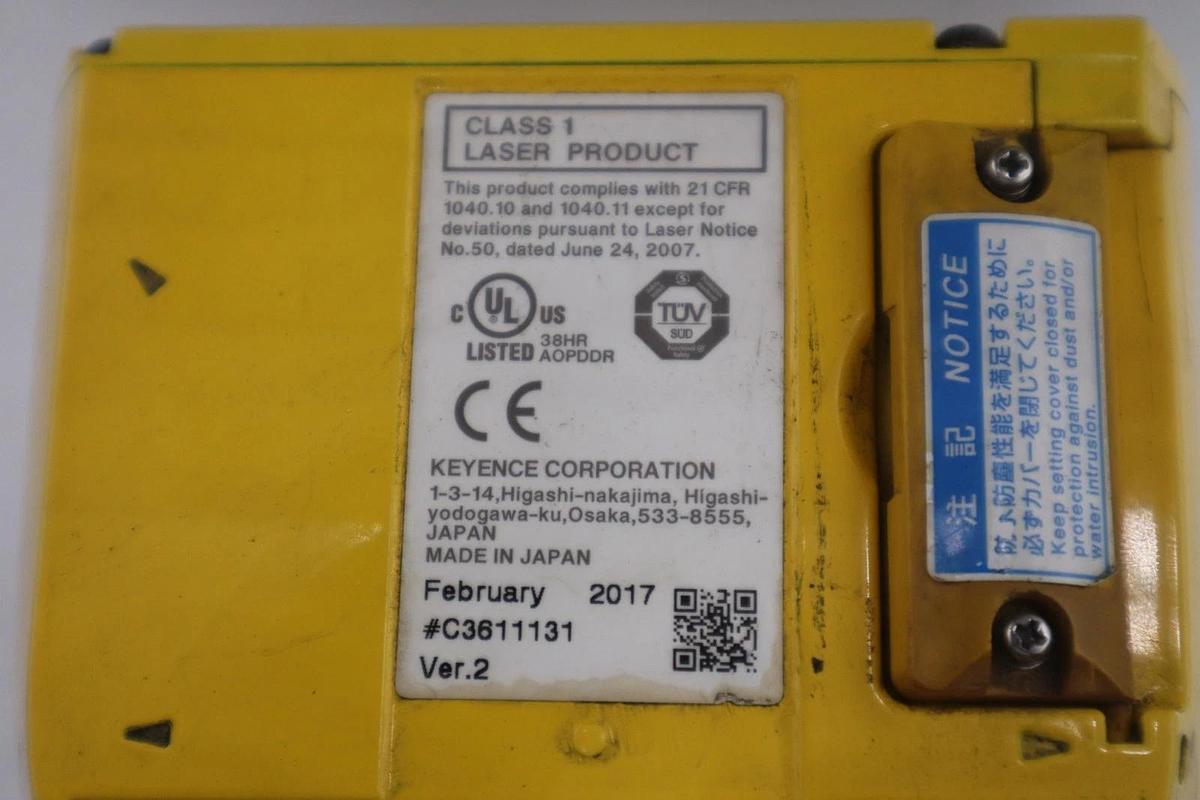 CLASS 1
LASER PRODUCT
This product complies with 21 CFR
1040.10 and 1040.11 except for
deviations pursuant to Laser Notice
No.50, dated June 24, 2007.
C UL ® US
LISTED 38HR
AOPDDR
TÜV
SÜD
CE
KEYENCE CORPORATION
1-3-14,Higashi-nakajima, Higashi-
yodogawa-ku,Osaka,533-8555,
JAPAN
MADE IN JAPAN
February 2017
#C3611131
Ver.2
注記 NOTICE
防塵性能を満足するために
必ずカバーを閉じてください。
Keep setting cover closed for
protection against dust and/or
water intrusion.